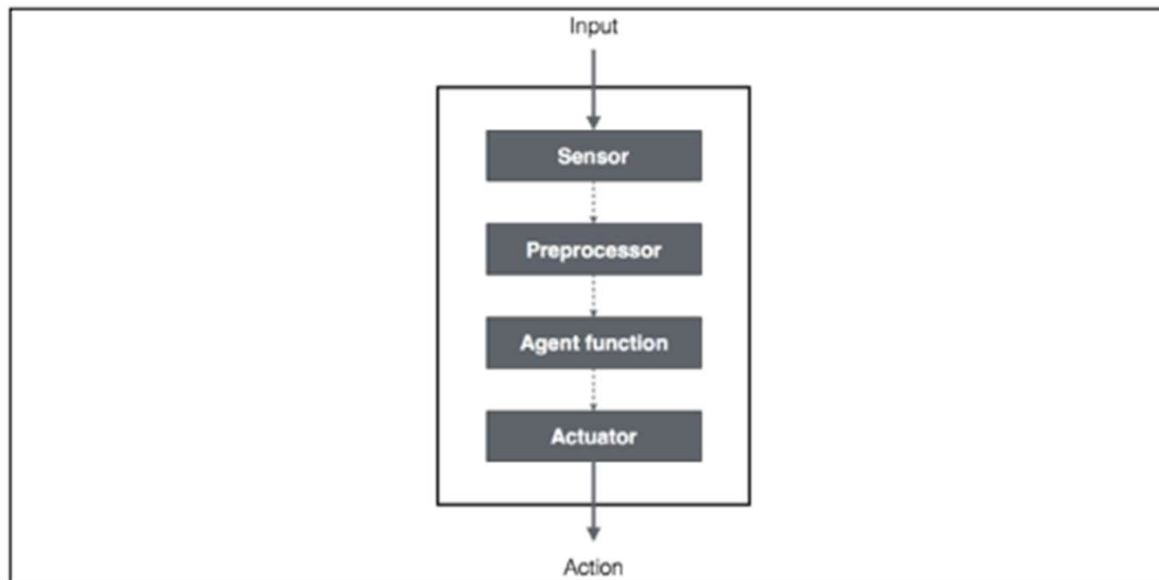 Input
Sensor
Preprocessor
Agent function
Actuator
Action